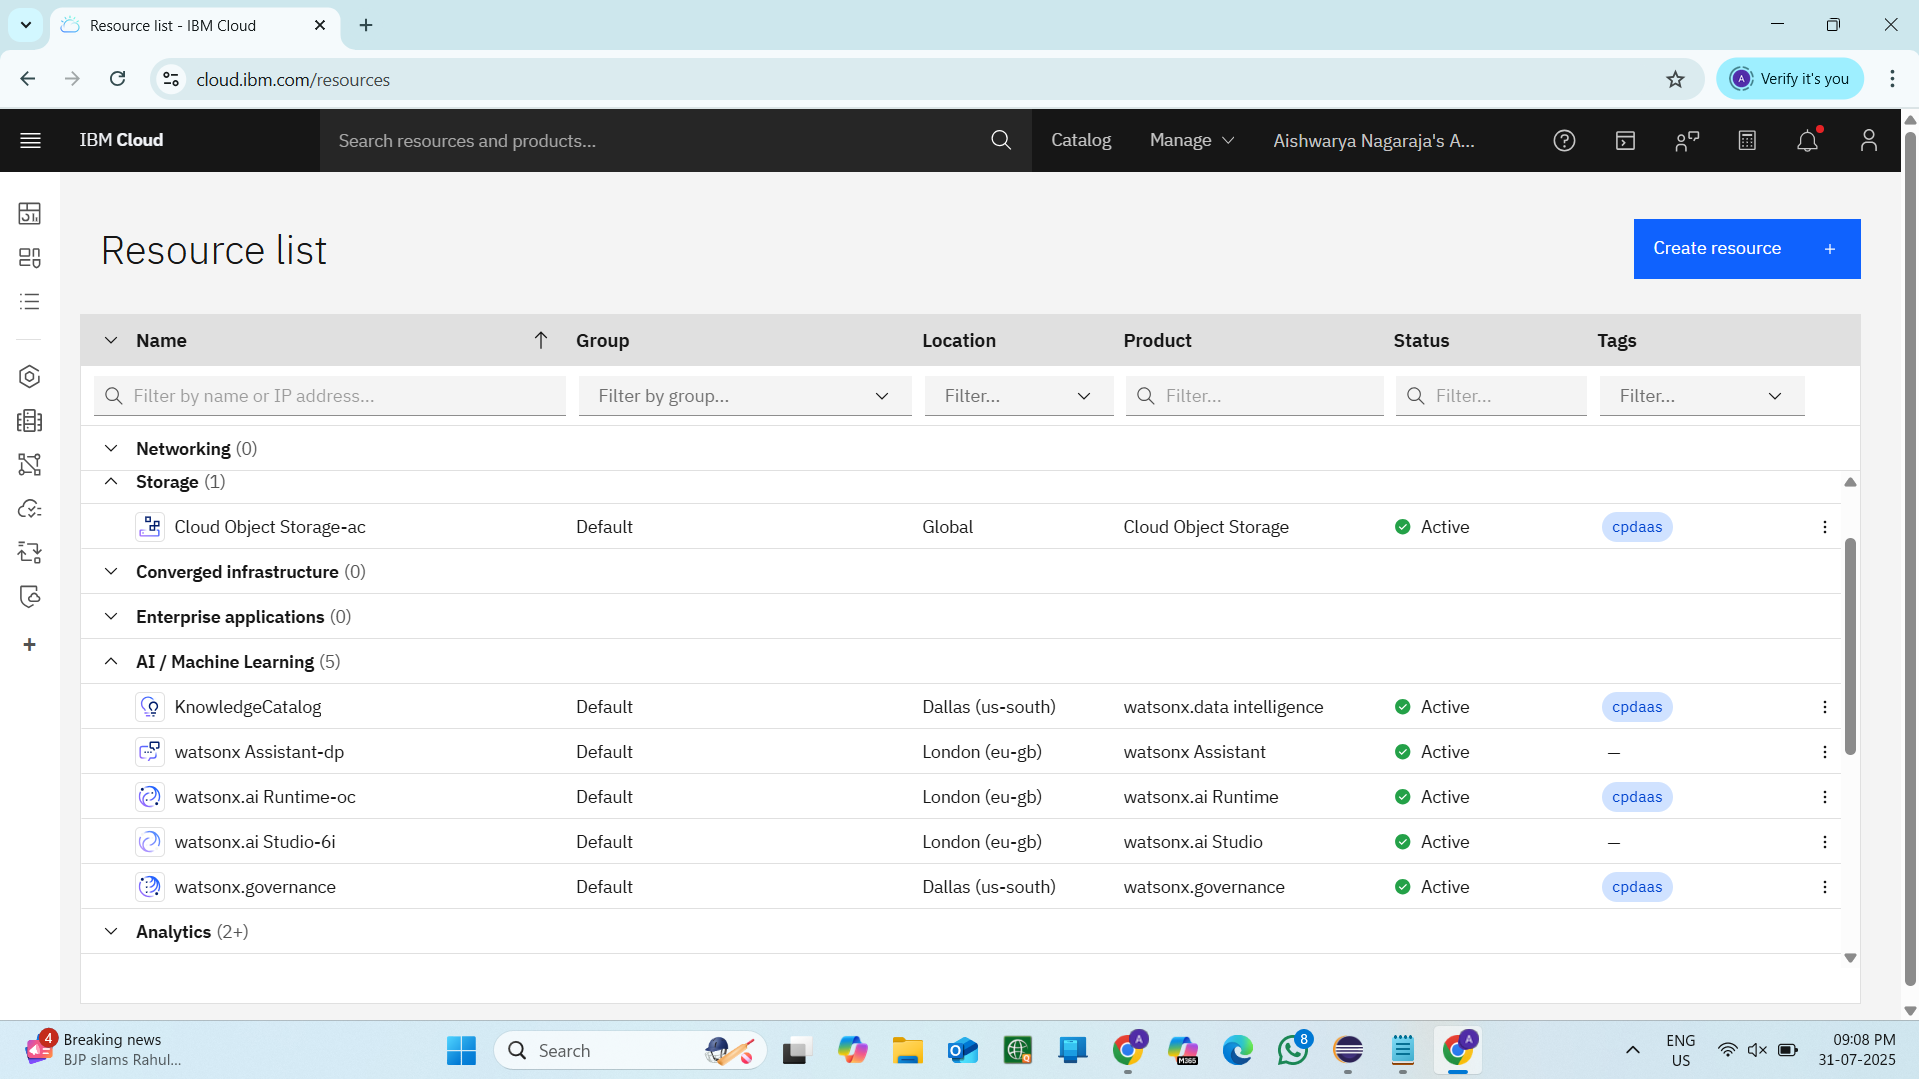 Resource list - IBM Cloud
cloud.ibm.com/resources
A Verify it's you
IBM Cloud
Search resources and products...
Catalog
Manage
Aishwarya Nagaraja's A...
Resource list
Create resource +
Name Group Location Product Status Tags
Filter by name or IP address... Filter by group... Filter... Filter... Filter... Filter...
Networking (0)
Storage (1)
Cloud Object Storage-ac Default Global Cloud Object Storage Active cpdaas
Converged infrastructure (0)
Enterprise applications (0)
AI / Machine Learning (5)
KnowledgeCatalog Default Dallas (us-south) watsonx.data intelligence Active cpdaas
watsonx Assistant-dp Default London (eu-gb) watsonx Assistant Active —
watsonx.ai Runtime-oc Default London (eu-gb) watsonx.ai Runtime Active cpdaas
watsonx.ai Studio-6i Default London (eu-gb) watsonx.ai Studio Active —
watsonx.governance Default Dallas (us-south) watsonx.governance Active cpdaas
Analytics (2+)
4 Breaking news
BJP slams Rahul...
Search
A
M365
8
A
ENG
US
09:08 PM
31-07-2025